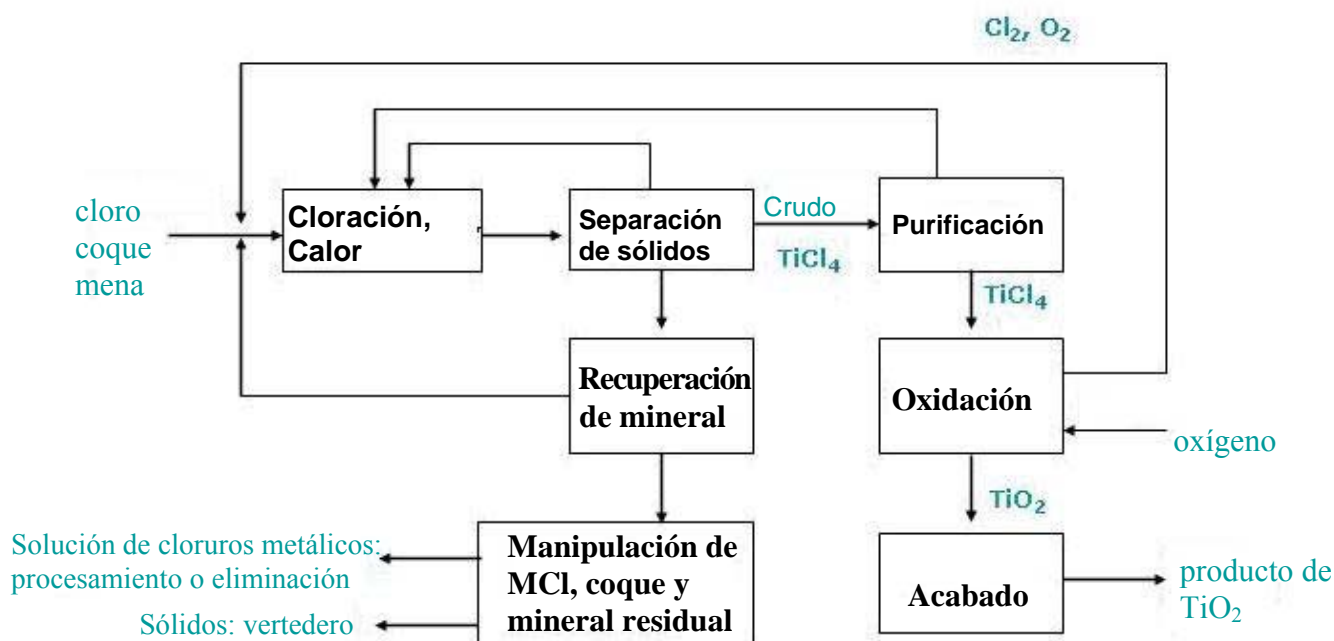 Cl₂, O₂
cloro
coque
mena
Cloración,
Calor
Separación
de sólidos
Crudo
TiCl₄
Purificación
TiCl₄
Recuperación
de mineral
Oxidación
oxígeno
TiO₂
Solución de cloruros metálicos:
procesamiento o eliminación
Sólidos: vertedero
Manipulación de
MCl, coque y
mineral residual
Acabado
producto de
TiO₂